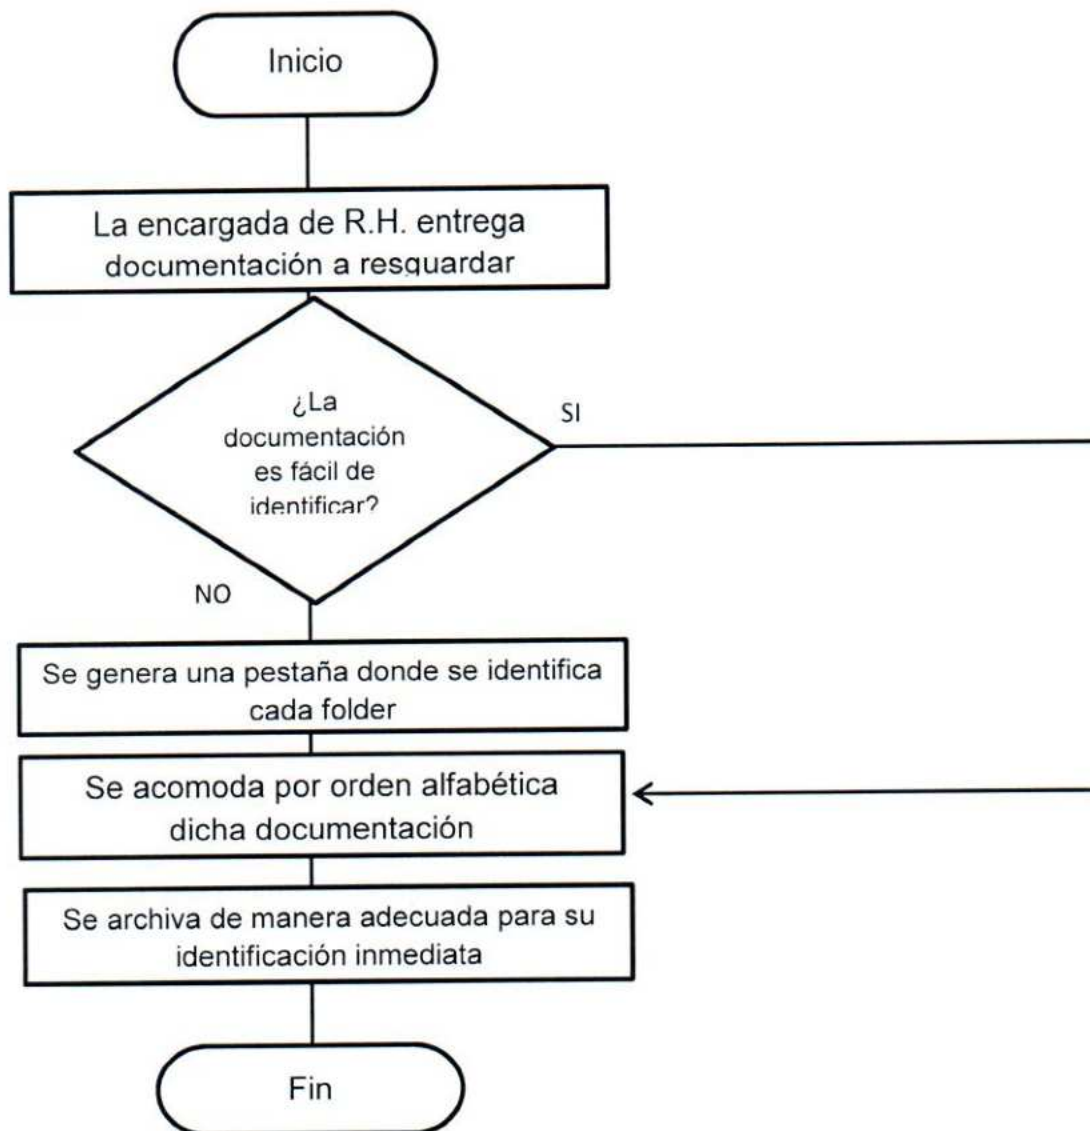 Inicio
La encargada de R.H. entrega
documentación a resguardar
¿La
documentación
es fácil de
identificar?
SI
NO
Se genera una pestaña donde se identifica
cada folder
Se acomoda por orden alfabética
dicha documentación
Se archiva de manera adecuada para su
identificación inmediata
Fin